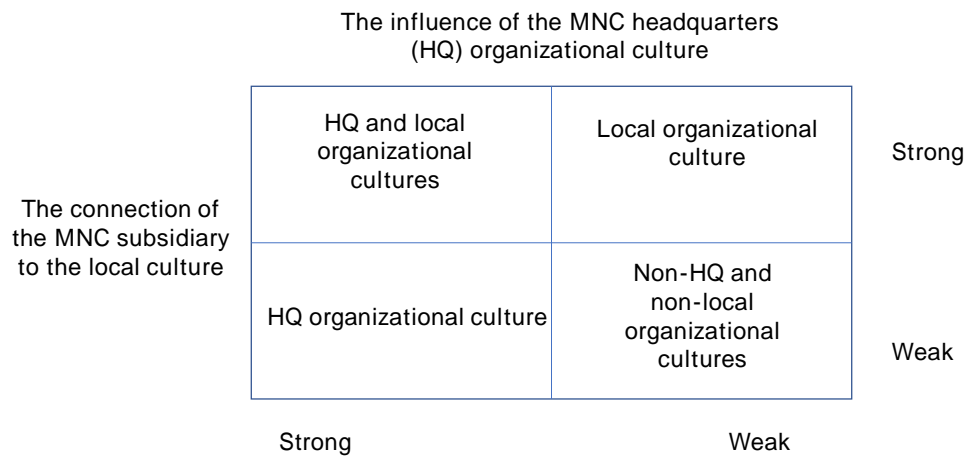 The influence of the MNC headquarters
(HQ) organizational culture
HQ and local
organizational
cultures
Local organizational
culture
Strong
The connection of
the MNC subsidiary
to the local culture
HQ organizational culture
Non-HQ and
non-local
organizational
cultures
Weak
Strong
Weak